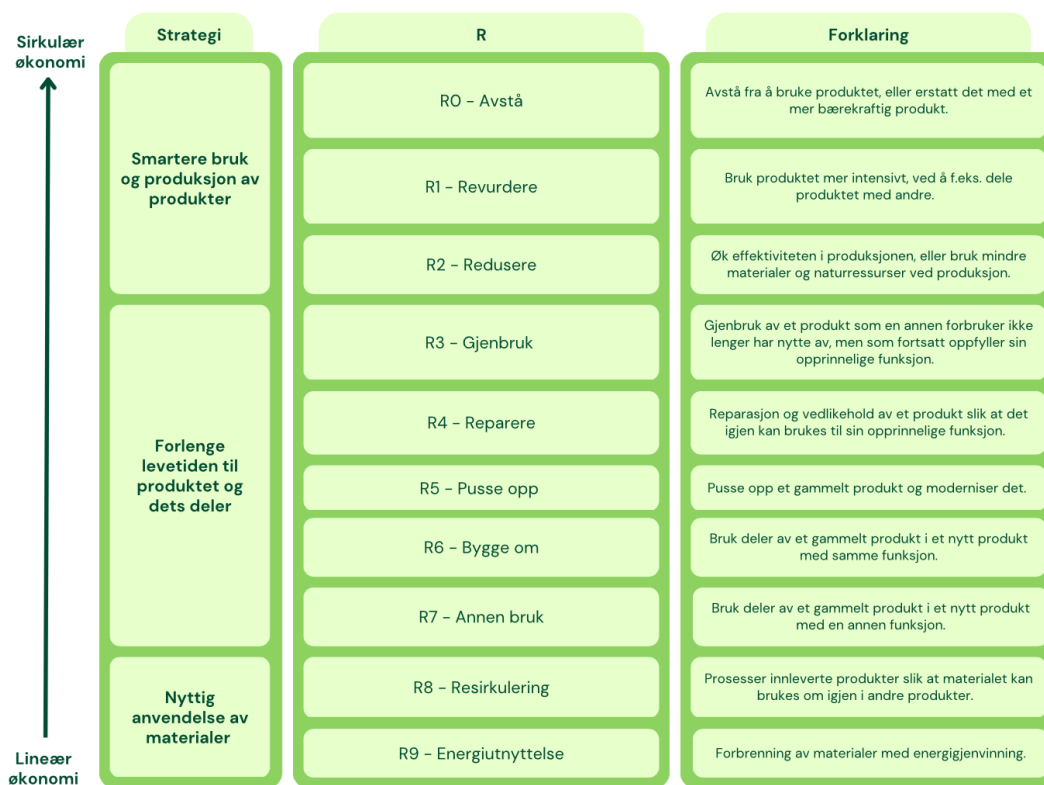 Strategi
R
Forklaring
Sirkulær
økonomi
Smartere bruk
og produksjon av
produkter
R0 - Avstå
Avstå fra å bruke produktet, eller erstatt det med et
mer bærekraftig produkt.
R1 - Revurdere
Bruk produktet mer intensivt, ved å f.eks. dele
produktet med andre.
R2 - Redusere
Øk effektiviteten i produksjonen, eller bruk mindre
materialer og naturressurser ved produksjon.
Forlenge
levetiden til
produktet og
dets deler
R3 - Gjenbruk
Gjenbruk av et produkt som en annen forbruker ikke
lenger har nytte av, men som fortsatt oppfyller sin
opprinnelige funksjon.
R4 - Reparere
Reparasjon og vedlikehold av et produkt slik at det
igjen kan brukes til sin opprinnelige funksjon.
R5 - Pusse opp
Pusse opp et gammelt produkt og moderniser det.
R6 - Bygge om
Bruk deler av et gammelt produkt i et nytt produkt
med samme funksjon.
R7 - Annen bruk
Bruk deler av et gammelt produkt i et nytt produkt
med en annen funksjon.
Nyttig
anvendelse av
materialer
R8 - Resirkulering
Prosesser innleverte produkter slik at materialet kan
brukes om igjen i andre produkter.
R9 - Energiutnyttelse
Forbrenning av materialer med energigjenvinning.
Lineær
økonomi